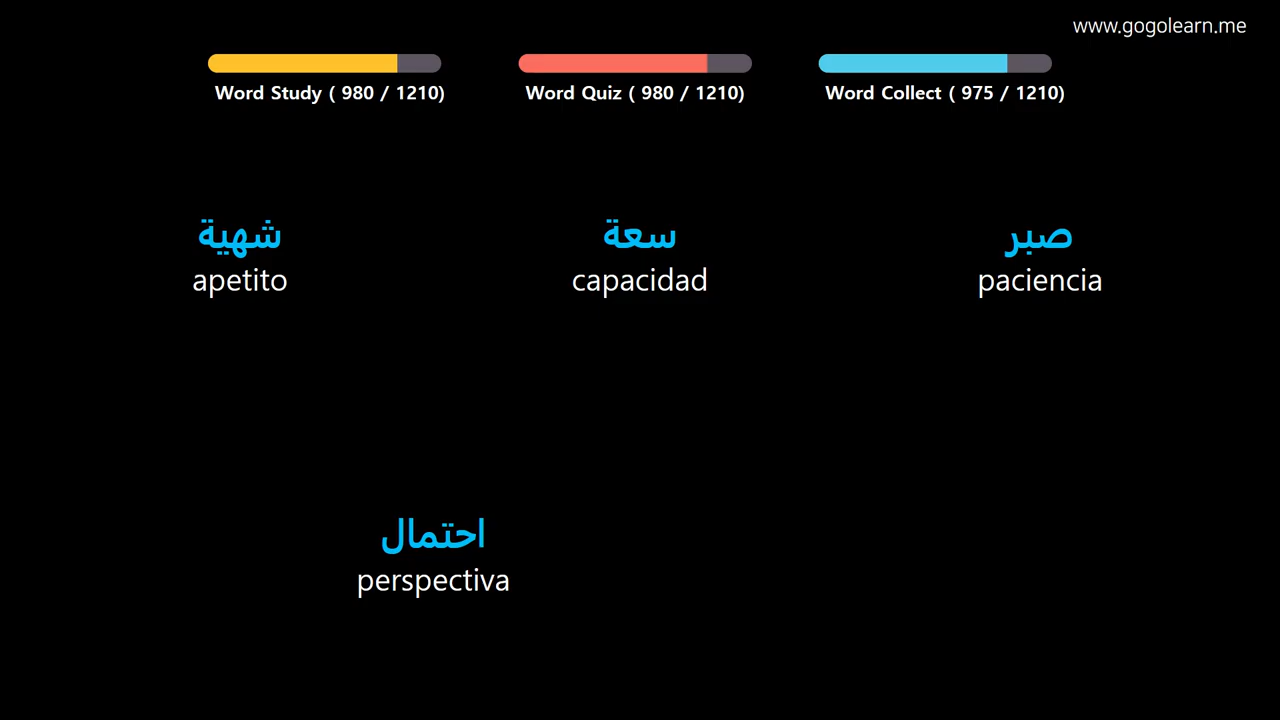 www.gogolearn.me
Word Study ( 980 / 1210)
Word Quiz ( 980 / 1210)
Word Collect ( 975 / 1210)
شهية
apetito
سعة
capacidad
صبر
paciencia
احتمال
perspectiva